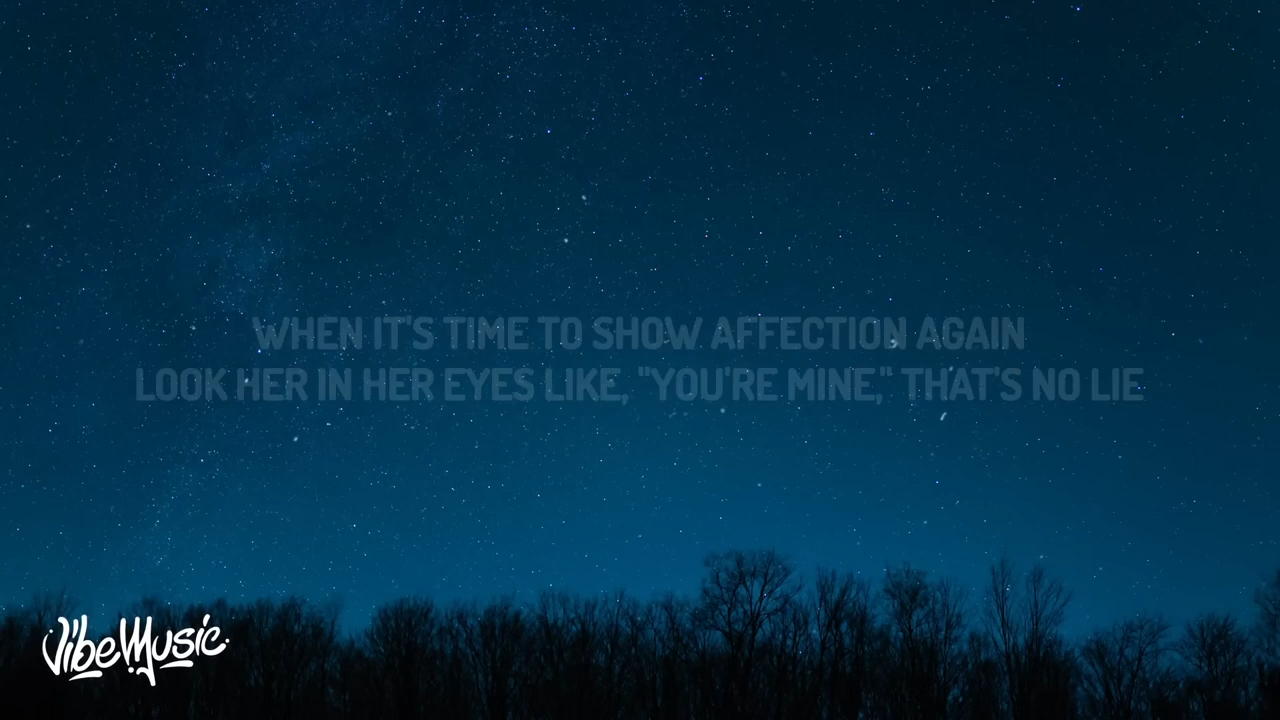 WHEN IT'S TIME TO SHOW AFFECTION AGAIN
LOOK HER IN HER EYES LIKE, "YOU'RE MINE," THAT'S NO LIE
VibeMusic